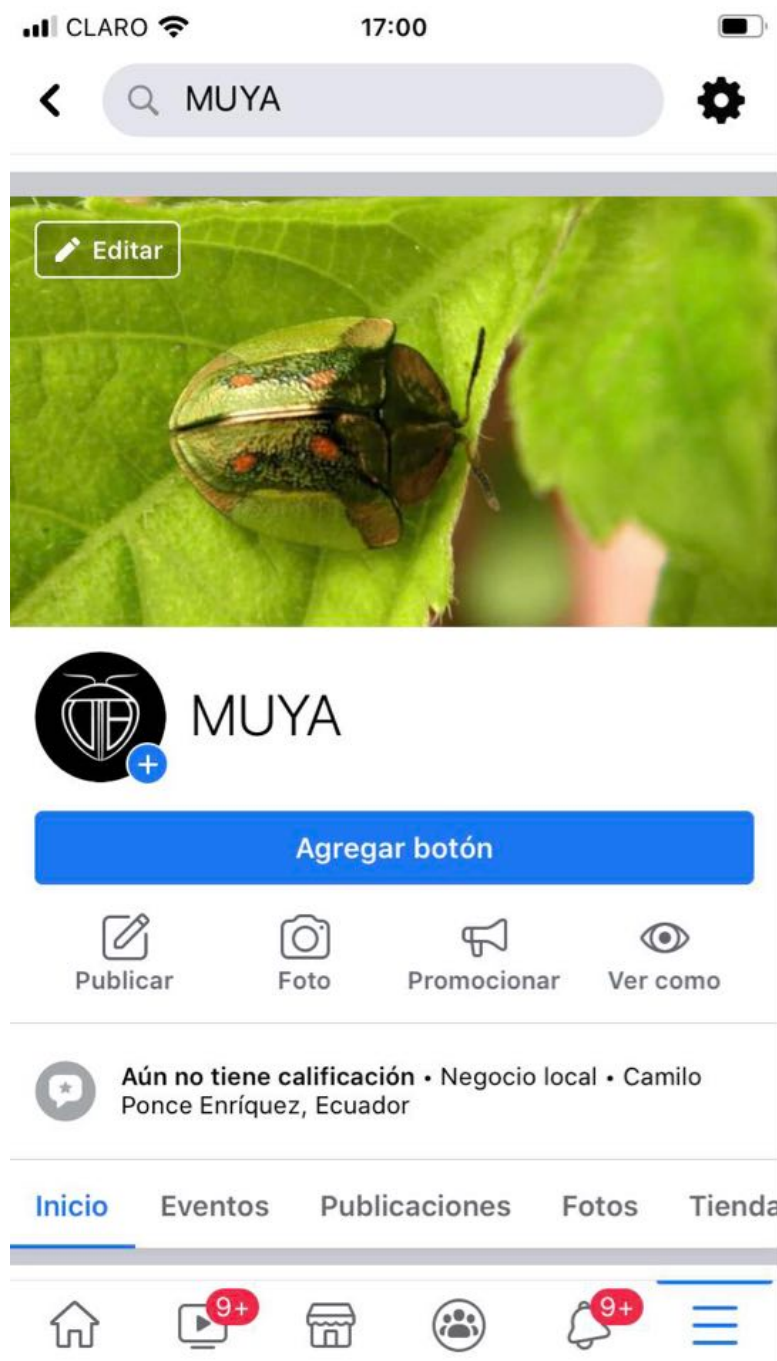 CLARO 17:00
MUYA
Editar
MUYA
Agregar botón
Publicar Foto Promocionar Ver como
Aún no tiene calificación • Negocio local • Camilo
Ponce Enríquez, Ecuador
Inicio Eventos Publicaciones Fotos Tienda
9+ 9+